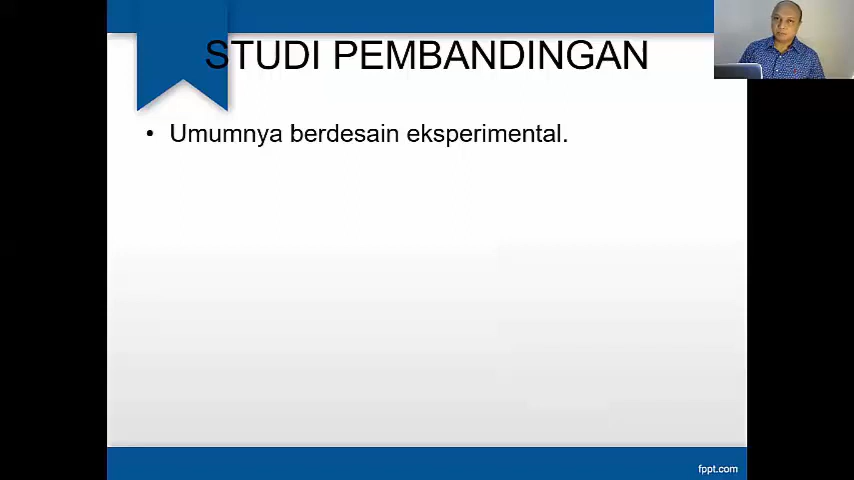 STUDI PEMBANDINGAN
• Umumnya berdesain eksperimental.
fppt.com